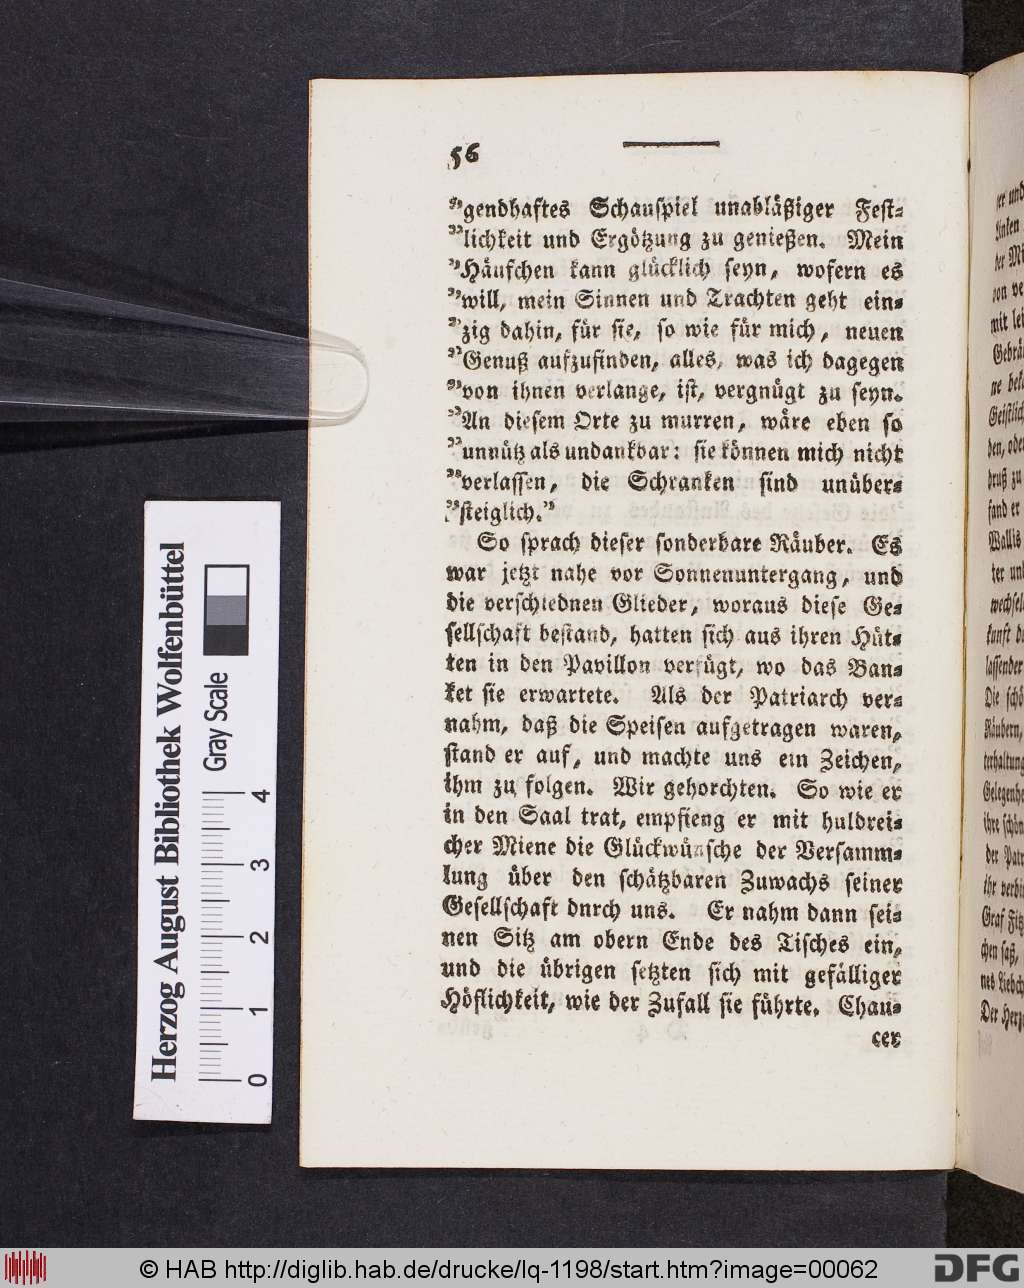 56
"gendhaftes Schauspiel unabläßiger Fest-
"lichkeit und Ergötzung zu genießen. Mein
"Häufchen kann glücklich seyn, wofern es
"will, mein Sinnen und Trachten geht ein-
"zig dahin, für sie, so wie für mich, neuen
"Genuß aufzufinden, alles, was ich dagegen
"von ihnen verlange, ist, vergnügt zu seyn.
"An diesem Orte zu murren, wäre eben so
"unnütz als undankbar: sie können mich nicht
"verlassen, die Schranken sind unüber-
"steiglich."
So sprach dieser sonderbare Räuber. Es
war jetzt nahe vor Sonnenuntergang, und
die verschiednen Glieder, woraus diese Ge-
sellschaft bestand, hatten sich aus ihren Hüt-
ten in den Pavillon verfügt, wo das Ban-
ket sie erwartete. Als der Patriarch ver-
nahm, daß die Speisen aufgetragen waren,
stand er auf, und machte uns ein Zeichen,
ihm zu folgen. Wir gehorchten. So wie er
in den Saal trat, empfieng er mit huldrei-
cher Miene die Glückwünsche der Versamm-
lung über den schätzbaren Zuwachs seiner
Gesellschaft dnrch uns. Er nahm dann sei-
nen Sitz am obern Ende des Tisches ein,
und die übrigen setzten sich mit gefälliger
Höflichkeit, wie der Zufall sie führte. Chau-
cer
Herzog August Bibliothek Wolfenbüttel
Gray Scale
0 1 2 3 4
© HAB http://diglib.hab.de/drucke/lq-1198/start.htm?image=00062
DFG